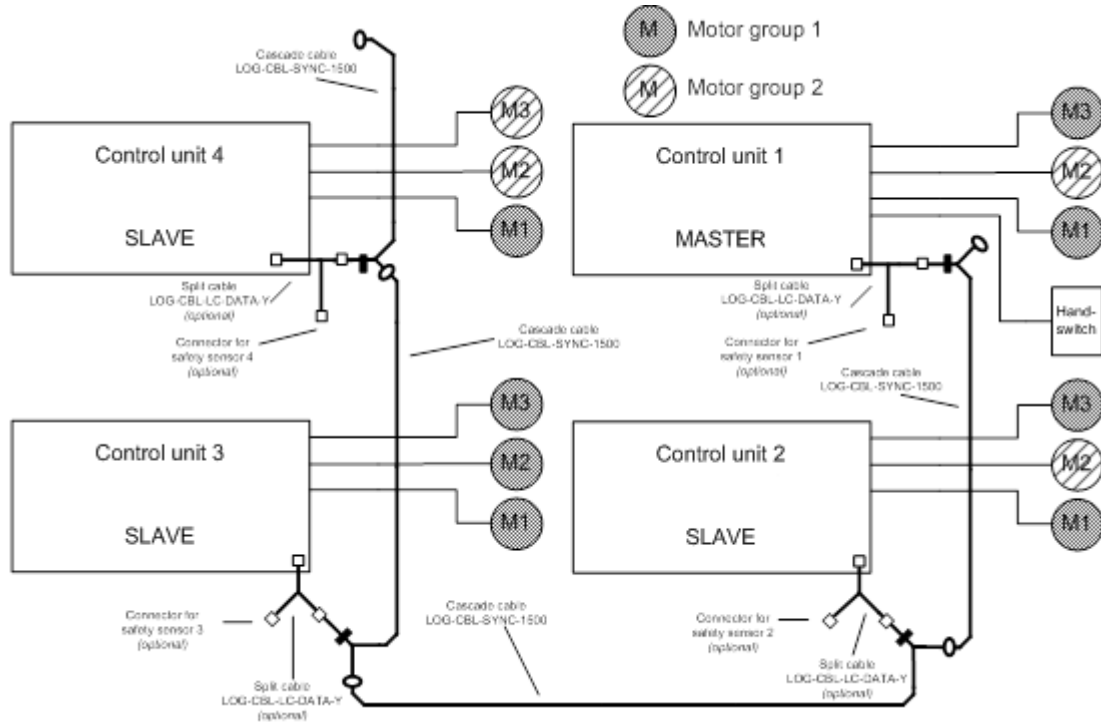 Cascade cable
LOG-CBL-SYNC-1500
M
Motor group 1
M
Motor group 2
Control unit 4
SLAVE
M3
M2
M1
Split cable
LOG-CBL-LC-DATA-Y
(optional)
Connector for
safety sensor 4
(optional)
Control unit 1
MASTER
M3
M2
M1
Hand-
switch
Split cable
LOG-CBL-LC-DATA-Y
(optional)
Connector for
safety sensor 1
(optional)
Cascade cable
LOG-CBL-SYNC-1500
Cascade cable
LOG-CBL-SYNC-1500
Control unit 3
SLAVE
M3
M2
M1
Connector for
safety sensor 3
(optional)
Split cable
LOG-CBL-LC-DATA-Y
(optional)
Cascade cable
LOG-CBL-SYNC-1500
Control unit 2
SLAVE
M3
M2
M1
Connector for
safety sensor 2
(optional)
Split cable
LOG-CBL-LC-DATA-Y
(optional)